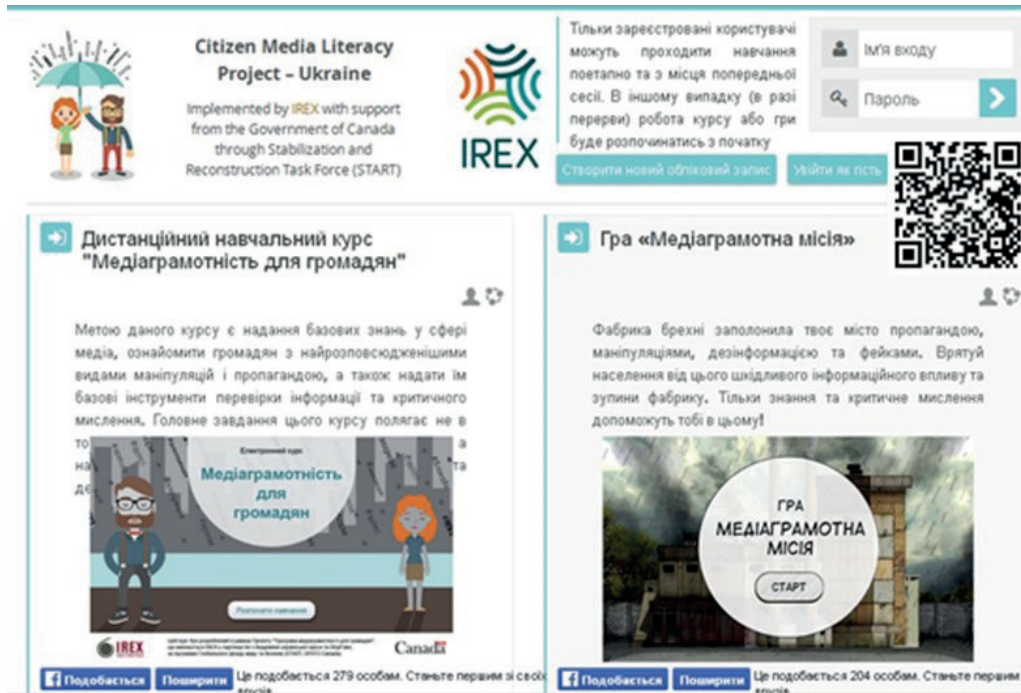 Citizen Media Literacy
Project – Ukraine
Implemented by IREX with support
from the Government of Canada
through Stabilization and
Reconstruction Task Force (START)
IREX
Тільки зареєстровані користувачі
можуть проходити навчання
поетапно та з місця попередньої
сесії. В іншому випадку (в разі
перерви) робота курсу або гри
буде розпочинатись з початку
Ім'я входу
Пароль
Створити новий обліковий запис
Увійти як гість
Дистанційний навчальний курс
"Медіаграмотність для громадян"
Метою даного курсу є надання базових знань у сфері
медіа, ознайомити громадян з найрозповсюдженішими
видами маніпуляцій і пропагандою, а також надати їм
базові інструменти перевірки інформації та критичного
мислення. Головне завдання цього курсу полягає не в
то а
на та
де
Електронний курс
Медіаграмотність
для
громадян
Розпочати навчання
IREX
Canada
Подобається
Поширити
Це подобається 279 особам. Станьте першим зі своїх
друзів.
Гра «Медіаграмотна місія»
Фабрика брехні заполонила твоє місто пропагандою,
маніпуляціями, дезінформацією та фейками. Врятуй
населення від цього шкідливого інформаційного впливу та
зупини фабрику. Тільки знання та критичне мислення
допоможуть тобі в цьому!
ГРА
МЕДІАГРАМОТНА
МІСІЯ
СТАРТ
Подобається
Поширити
Це подобається 204 особам. Станьте першим
друзів.